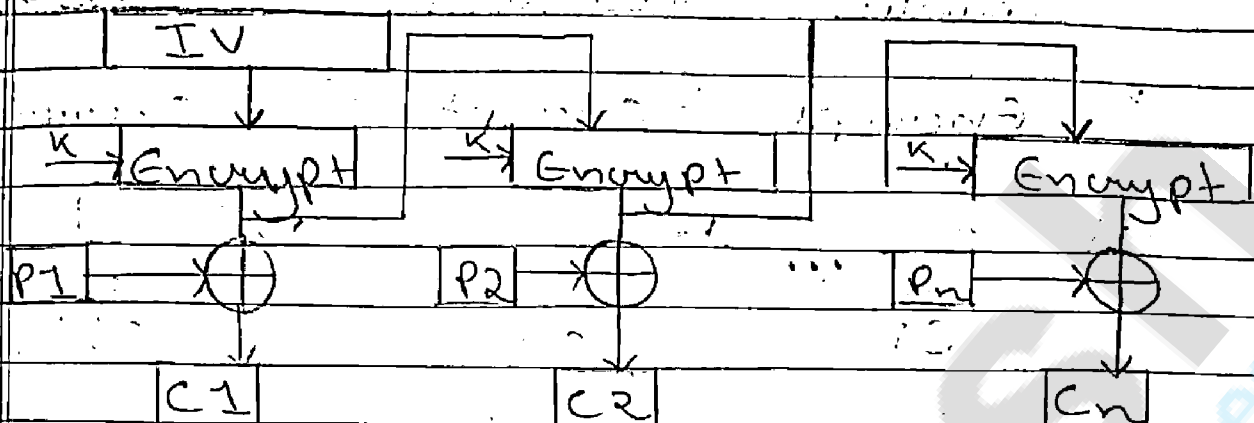 IV
K Encrypt K Encrypt K Encrypt
P1 P2 ... Pn
C1 C2 Cn